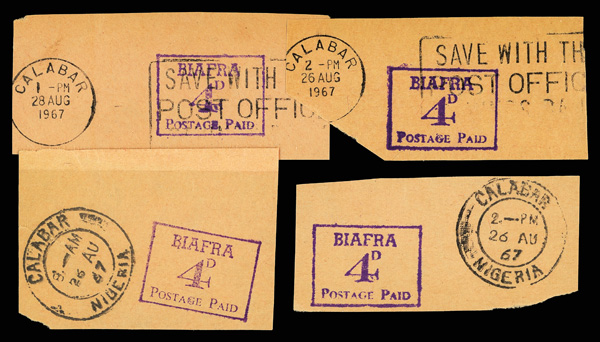 CALABAR
1 -PM
28 AUG
1967
SAVE WITH
POST OFFIC
BIAFRA
4D
POSTAGE PAID
CALABAR
2 -PM
26 AUG
1967
SAVE WITH TH
POST OFFIC
BIAFRA
4D
POSTAGE PAID
CALABAR
-AM
26 AU
67
NIGERIA
BIAFRA
4D
POSTAGE PAID
BIAFRA
4D
POSTAGE PAID
CALABAR
2-PM
26 AU
67
NIGERIA